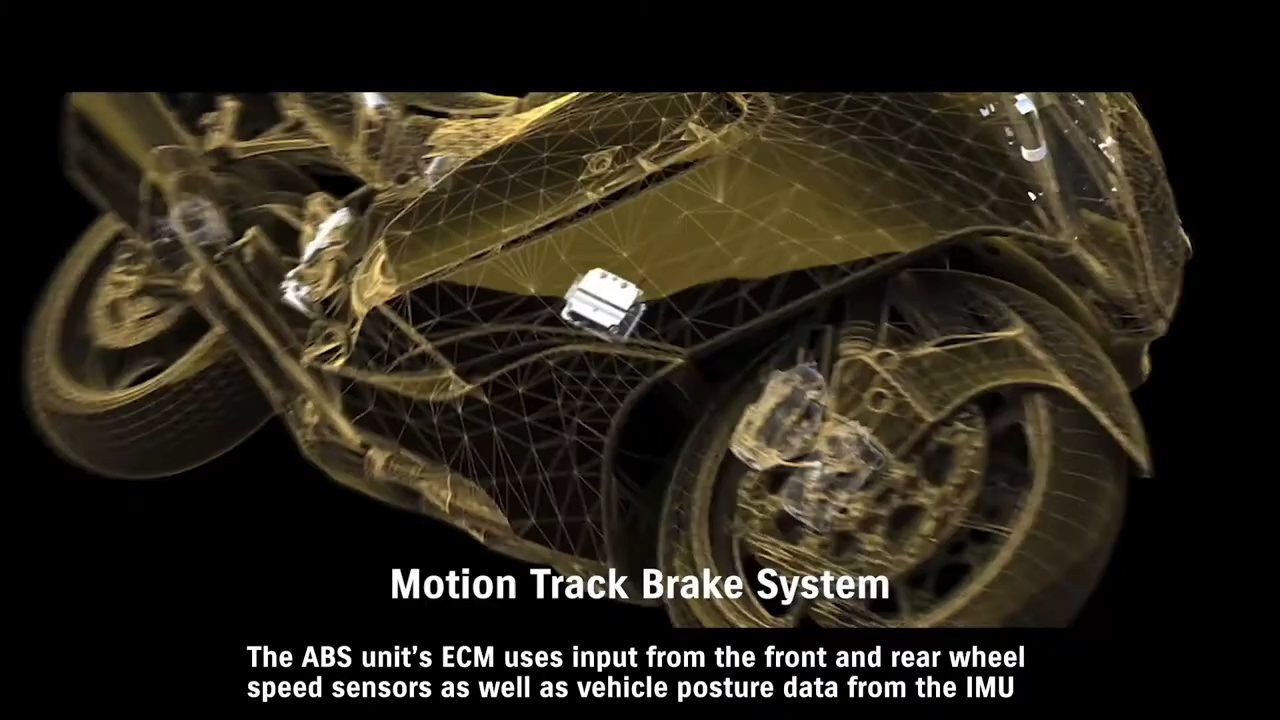 Motion Track Brake System
The ABS unit's ECM uses input from the front and rear wheel
speed sensors as well as vehicle posture data from the IMU